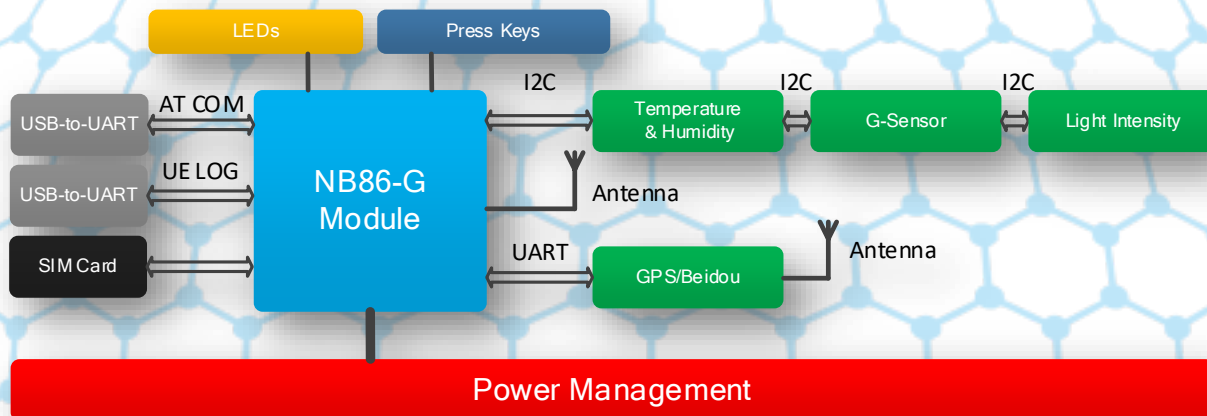 LEDs
Press Keys
I2C
I2C
I2C
AT COM
USB-to-UART
Temperature
& Humidity
G-Sensor
Light Intensity
UE LOG
USB-to-UART
NB86-G
Module
Antenna
SIM Card
UART
GPS/Beidou
Antenna
Power Management